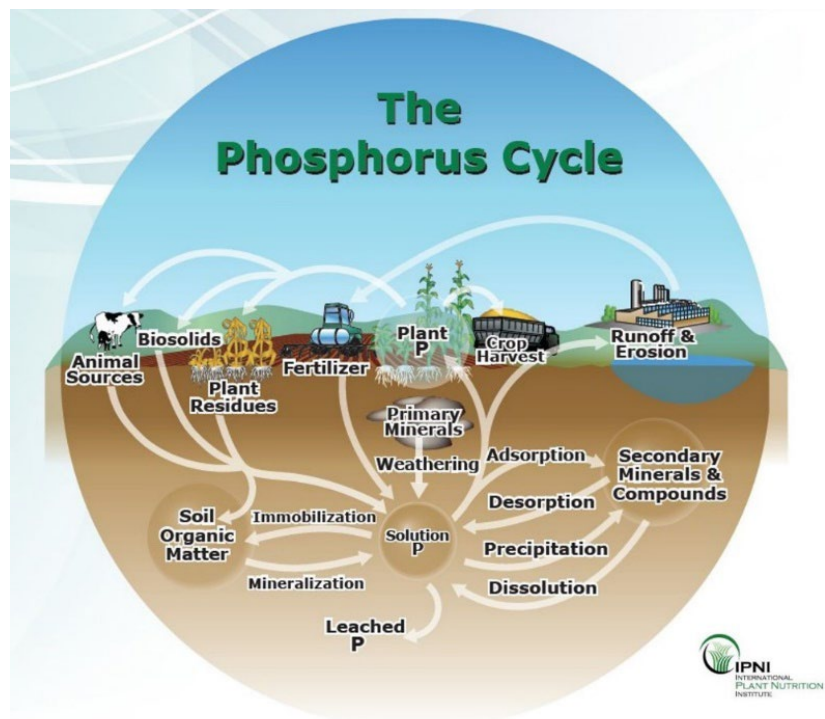 The
Phosphorus Cycle
Animal
Sources
Biosolids
Plant
Residues
Fertilizer
Plant
P
Crop
Harvest
Runoff &
Erosion
Primary
Minerals
Weathering
Adsorption
Secondary
Minerals &
Compounds
Desorption
Soil
Organic
Matter
Immobilization
Solution
P
Precipitation
Mineralization
Dissolution
Leached
P
IPNI
INTERNATIONAL
PLANT NUTRITION
INSTITUTE